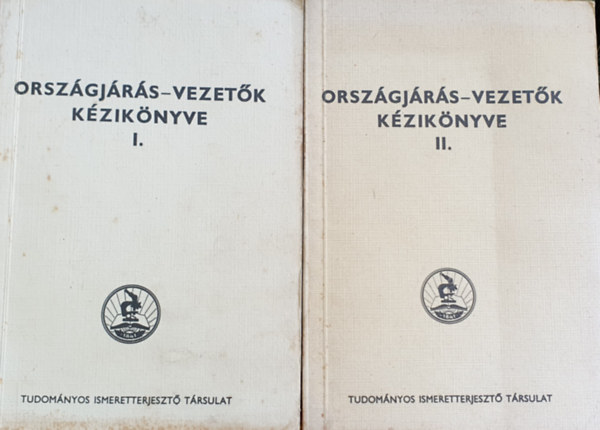 ORSZÁGJÁRÁS-VEZETŐK
KÉZIKÖNYVE
I.
TUDOMÁNYOS ISMERETTERJESZTŐ TÁRSULAT
ORSZÁGJÁRÁS-VEZETŐK
KÉZIKÖNYVE
II.
TUDOMÁNYOS ISMERETTERJESZTŐ TÁRSULAT